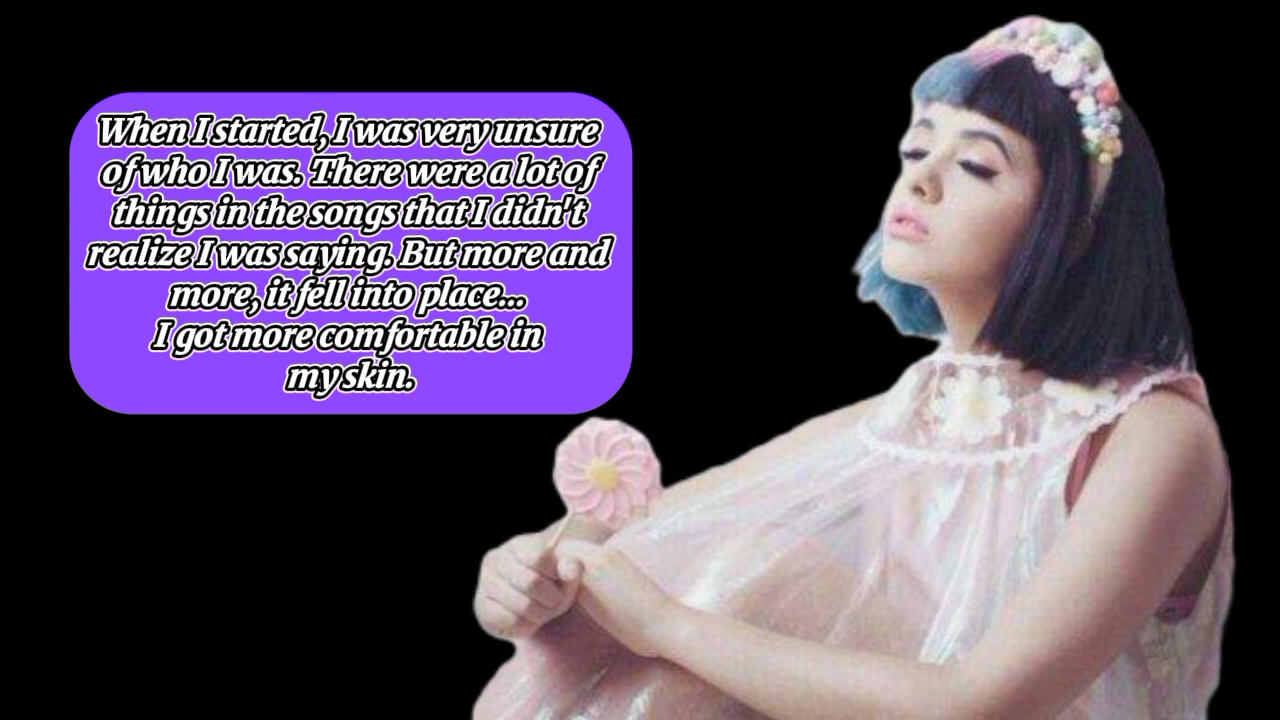 When I started, I was very unsure
of who I was. There were a lot of
things in the songs that I didn't
realize I was saying. But more and
more, it fell into place...
I got more comfortable in
my skin.